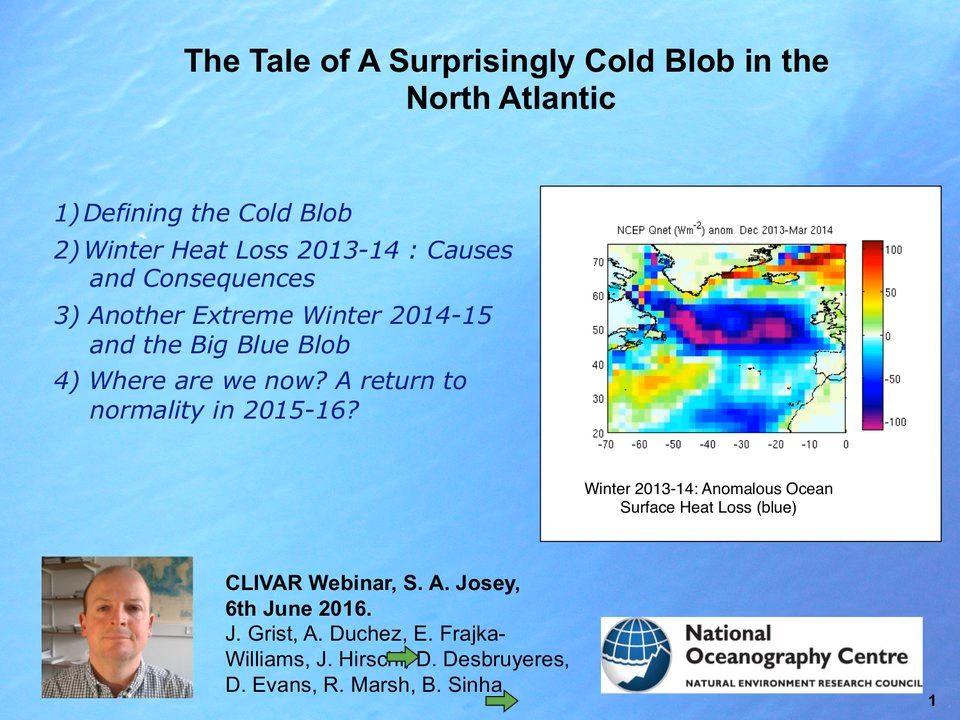 The Tale of A Surprisingly Cold Blob in the
North Atlantic
1) Defining the Cold Blob
2) Winter Heat Loss 2013-14 : Causes
and Consequences
3) Another Extreme Winter 2014-15
and the Big Blue Blob
4) Where are we now? A return to
normality in 2015-16?
NCEP Qnet (Wm-2) anom Dec 2013-Mar 2014
70
60
50
40
30
20
-70 -60 -50 -40 -30 -20 -10 0
100
50
0
-50
-100
Winter 2013-14: Anomalous Ocean
Surface Heat Loss (blue)
CLIVAR Webinar, S. A. Josey,
6th June 2016.
J. Grist, A. Duchez, E. Frajka-
Williams, J. Hirschi, D. Desbruyeres,
D. Evans, R. Marsh, B. Sinha
National
Oceanography Centre
NATURAL ENVIRONMENT RESEARCH COUNCIL
1